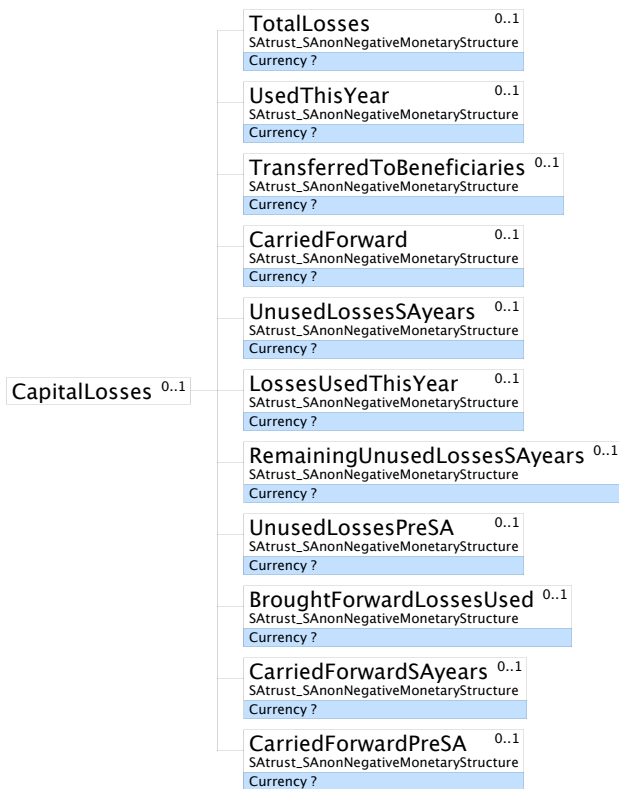 TotalLosses 0..1
SAtrust_SAnonNegativeMonetaryStructure
Currency ?
UsedThisYear 0..1
SAtrust_SAnonNegativeMonetaryStructure
Currency ?
TransferredToBeneficiaries 0..1
SAtrust_SAnonNegativeMonetaryStructure
Currency ?
CarriedForward 0..1
SAtrust_SAnonNegativeMonetaryStructure
Currency ?
UnusedLossesSAyears 0..1
SAtrust_SAnonNegativeMonetaryStructure
Currency ?
CapitalLosses 0..1
LossesUsedThisYear 0..1
SAtrust_SAnonNegativeMonetaryStructure
Currency ?
RemainingUnusedLossesSAyears 0..1
SAtrust_SAnonNegativeMonetaryStructure
Currency ?
UnusedLossesPreSA 0..1
SAtrust_SAnonNegativeMonetaryStructure
Currency ?
BroughtForwardLossesUsed 0..1
SAtrust_SAnonNegativeMonetaryStructure
Currency ?
CarriedForwardSAyears 0..1
SAtrust_SAnonNegativeMonetaryStructure
Currency ?
CarriedForwardPreSA 0..1
SAtrust_SAnonNegativeMonetaryStructure
Currency ?